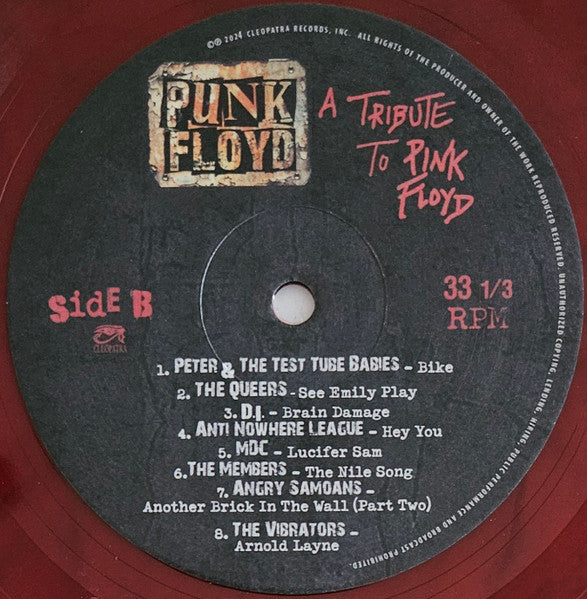 ©℗ 2024 CLEOPATRA RECORDS, INC. ALL RIGHTS OF THE PRODUCER AND OWNER OF THE WORK REPRODUCED RESERVED. UNAUTHORIZED COPYING, LENDING, HIRING, PUBLIC PERFORMANCE AND BROADCAST PROHIBITED.
PUNK
FLOYD
A TRIBUTE
TO PINK
FLOYD
SidE B
CLEOPATRA
33 1/3
RPM
1. PETER & THE TEST TUBE BABIES – Bike
2. THE QUEERS - See Emily Play
3. D.I. – Brain Damage
4. ANTI NOWHERE LEAGUE – Hey You
5. MDC – Lucifer Sam
6. THE MEMBERS – The Nile Song
7. ANGRY SAMOANS –
Another Brick In The Wall (Part Two)
8. THE VIBRATORS –
Arnold Layne